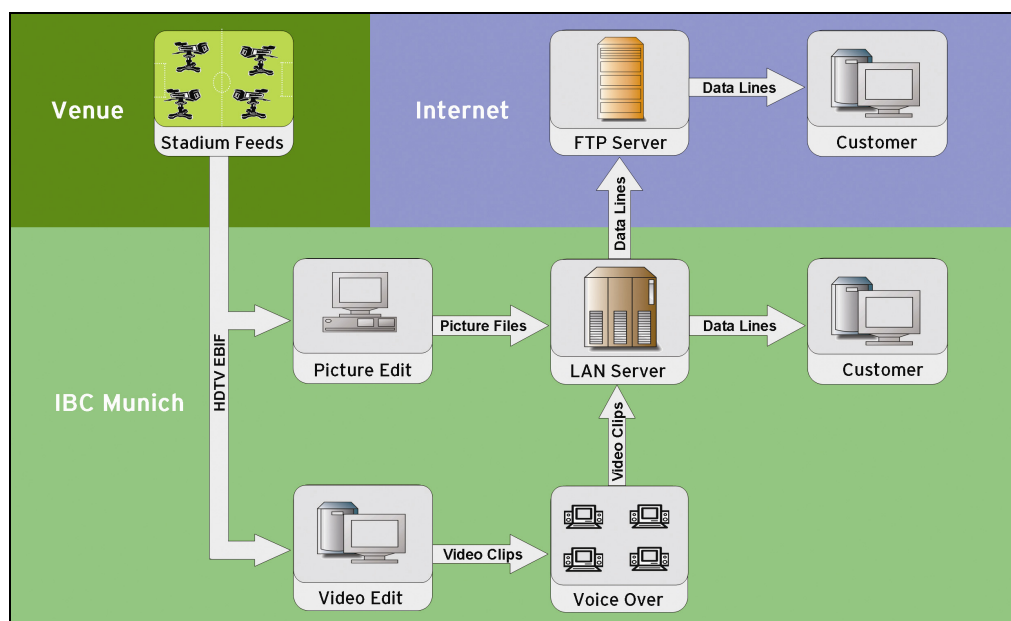 Venue
Stadium Feeds
Internet
FTP Server
Data Lines
Customer
Data Lines
HDTV EBIF
IBC Munich
Picture Edit
Picture Files
LAN Server
Data Lines
Customer
Video Clips
Video Edit
Video Clips
Voice Over